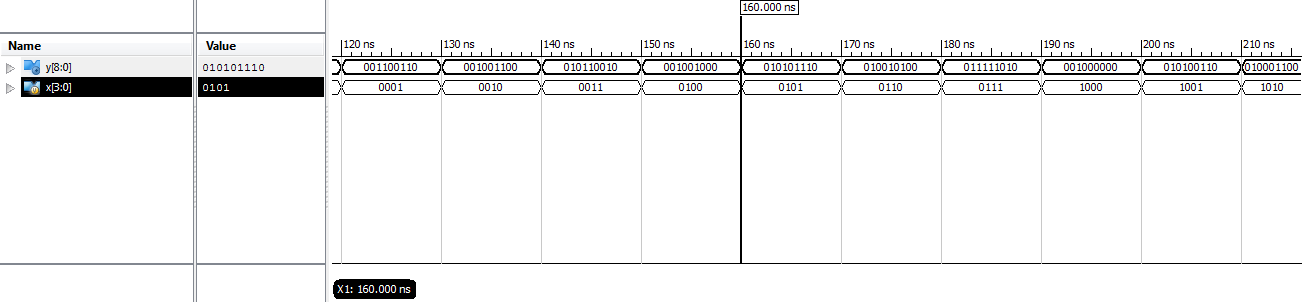 160.000 ns
Name Value
120 ns 130 ns 140 ns 150 ns 160 ns 170 ns 180 ns 190 ns 200 ns 210 ns
y[8:0] 010101110 001100110 001001100 010110010 001001000 010101110 010010100 011111010 001000000 010100110 010001100
x[3:0] 0101 0001 0010 0011 0100 0101 0110 0111 1000 1001 1010
X1: 160.000 ns